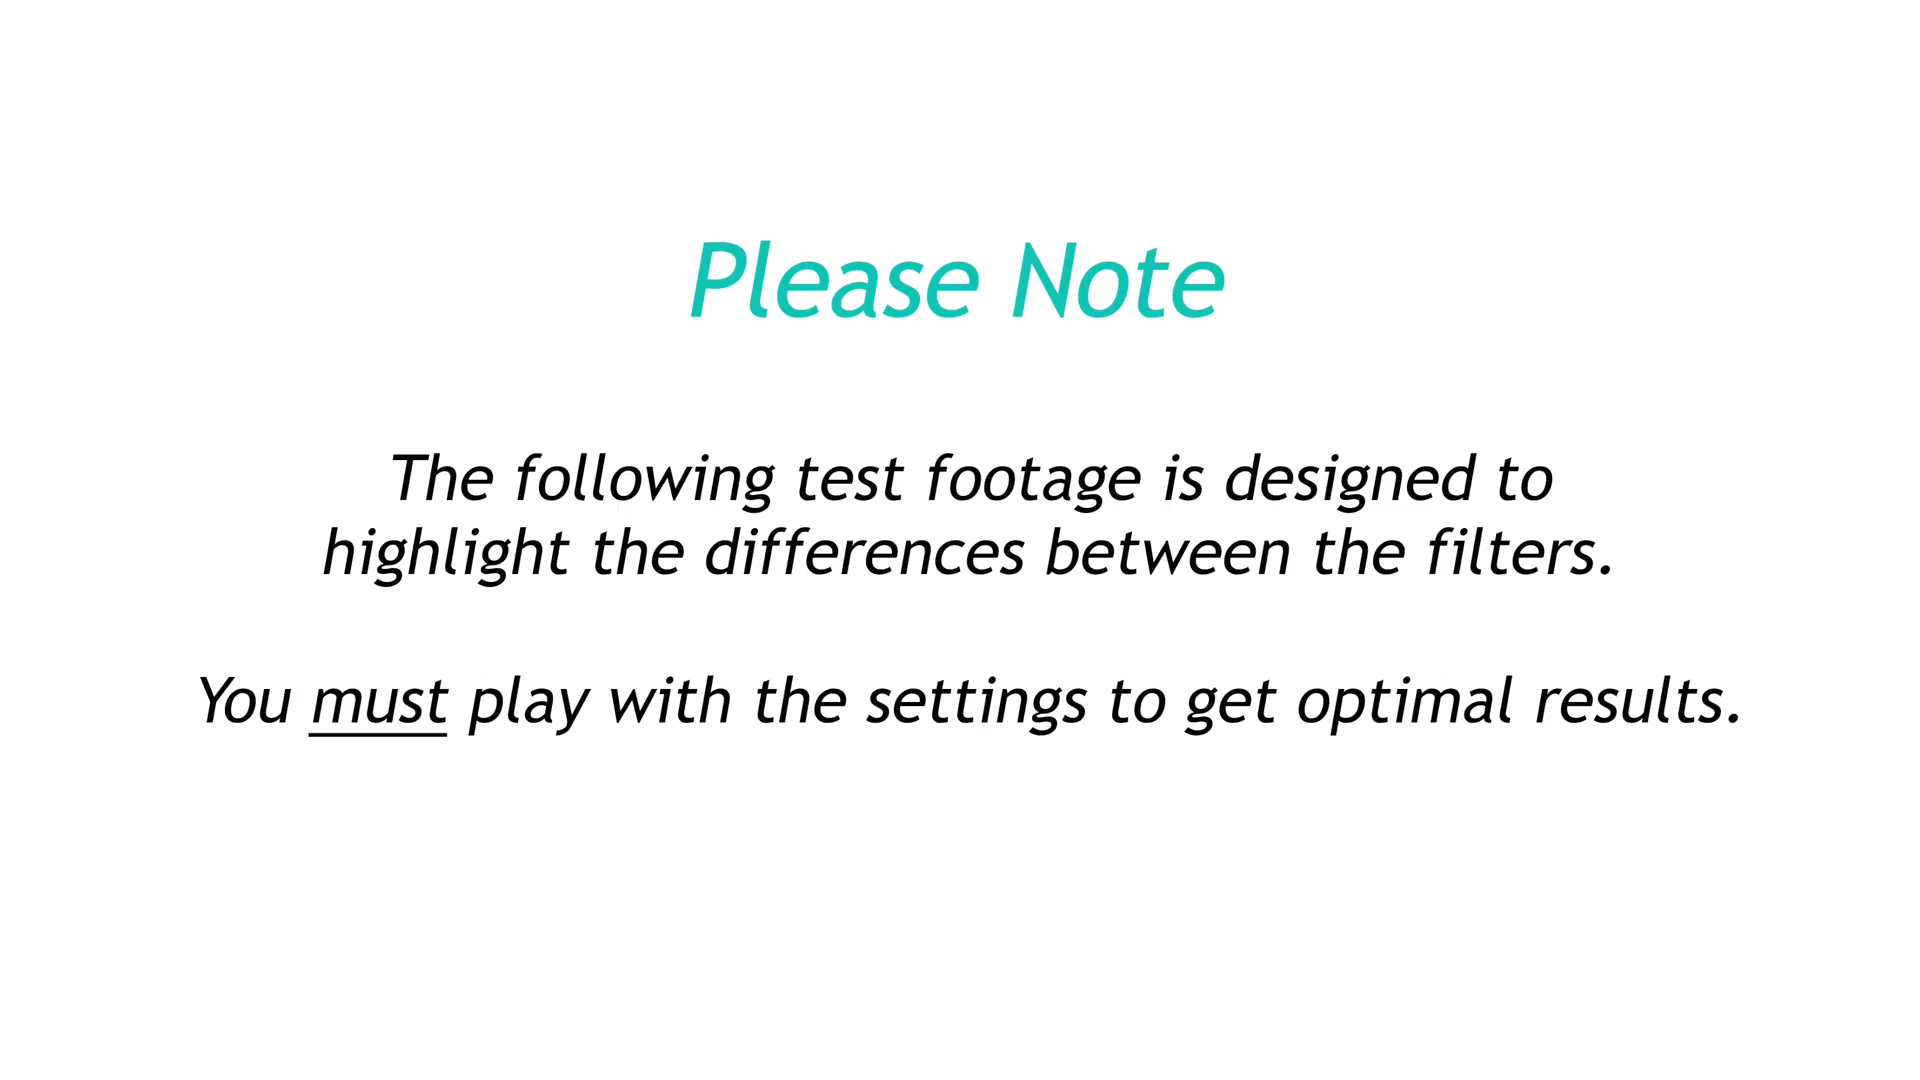 Please Note
The following test footage is designed to
highlight the differences between the filters.
You must play with the settings to get optimal results.